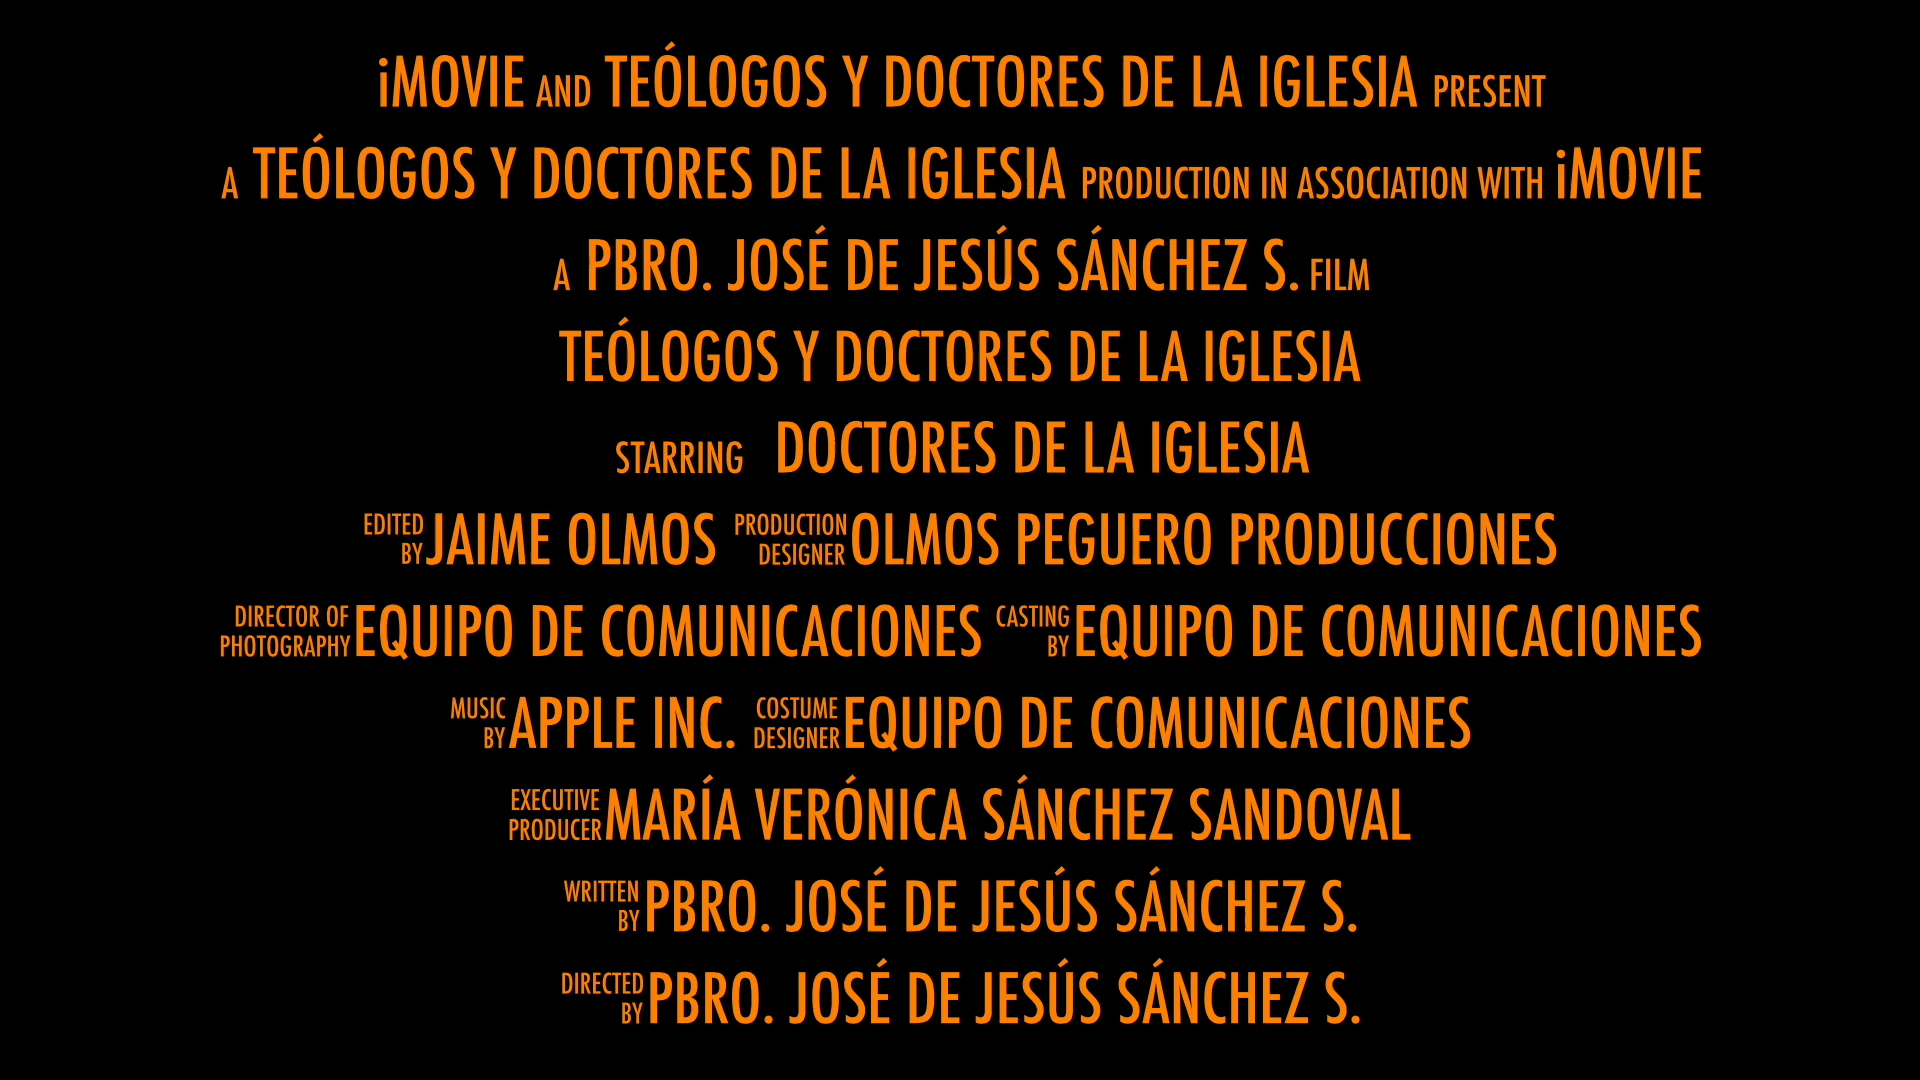 iMOVIE AND TEÓLOGOS Y DOCTORES DE LA IGLESIA PRESENT
A TEÓLOGOS Y DOCTORES DE LA IGLESIA PRODUCTION IN ASSOCIATION WITH iMOVIE
A PBRO. JOSÉ DE JESÚS SÁNCHEZ S. FILM
TEÓLOGOS Y DOCTORES DE LA IGLESIA
STARRING DOCTORES DE LA IGLESIA
EDITED BY JAIME OLMOS PRODUCTION DESIGNER OLMOS PEGUERO PRODUCCIONES
DIRECTOR OF PHOTOGRAPHY EQUIPO DE COMUNICACIONES CASTING BY EQUIPO DE COMUNICACIONES
MUSIC BY APPLE INC. COSTUME DESIGNER EQUIPO DE COMUNICACIONES
EXECUTIVE PRODUCER MARÍA VERÓNICA SÁNCHEZ SANDOVAL
WRITTEN BY PBRO. JOSÉ DE JESÚS SÁNCHEZ S.
DIRECTED BY PBRO. JOSÉ DE JESÚS SÁNCHEZ S.